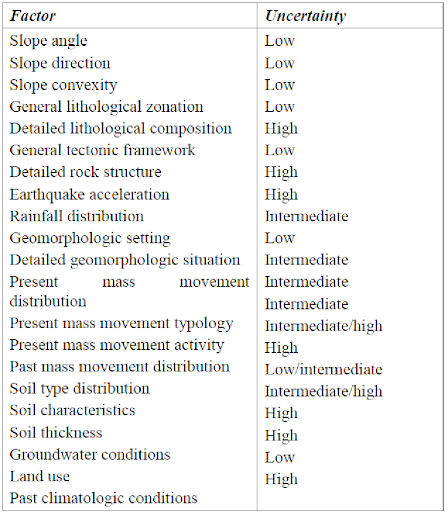 Factor Uncertainty
Slope angle Low
Slope direction Low
Slope convexity Low
General lithological zonation Low
Detailed lithological composition High
General tectonic framework Low
Detailed rock structure High
Earthquake acceleration High
Rainfall distribution Intermediate
Geomorphologic setting Low
Detailed geomorphologic situation Intermediate
Present mass movement Intermediate
distribution Intermediate
Present mass movement typology Intermediate/high
Present mass movement activity High
Past mass movement distribution Low/intermediate
Soil type distribution Intermediate/high
Soil characteristics High
Soil thickness High
Groundwater conditions Low
Land use High
Past climatologic conditions